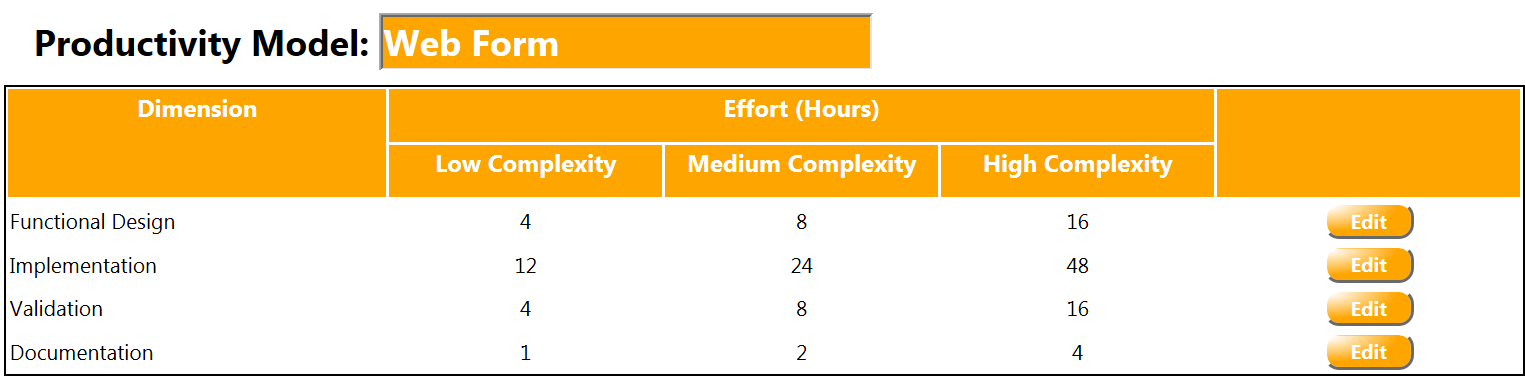 Productivity Model: Web Form
Dimension Effort (Hours)
Low Complexity Medium Complexity High Complexity
Functional Design 4 8 16 Edit
Implementation 12 24 48 Edit
Validation 4 8 16 Edit
Documentation 1 2 4 Edit